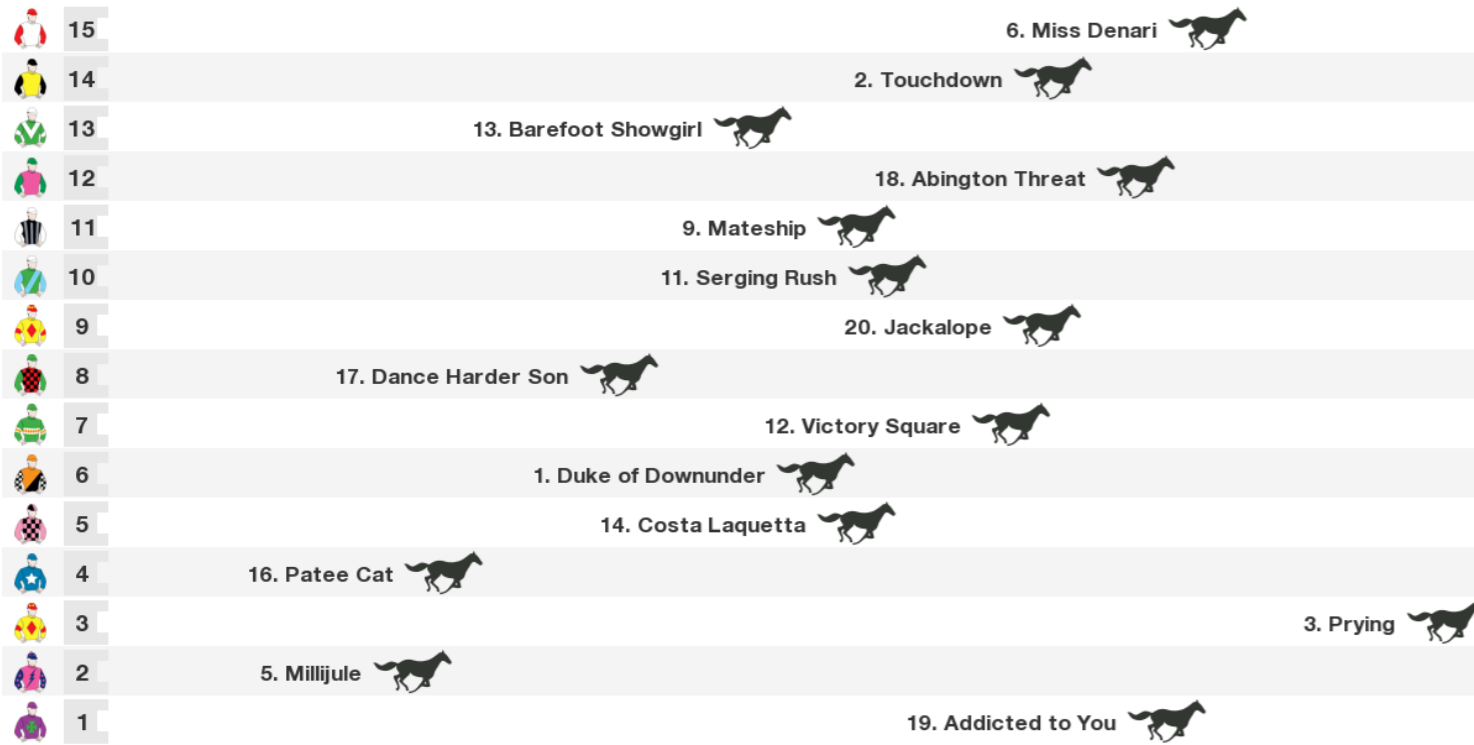 15 6. Miss Denari
14 2. Touchdown
13 13. Barefoot Showgirl
12 18. Abington Threat
11 9. Mateship
10 11. Serging Rush
9 20. Jackalope
8 17. Dance Harder Son
7 12. Victory Square
6 1. Duke of Downunder
5 14. Costa Laquetta
4 16. Patee Cat
3 3. Prying
2 5. Millijule
1 19. Addicted to You